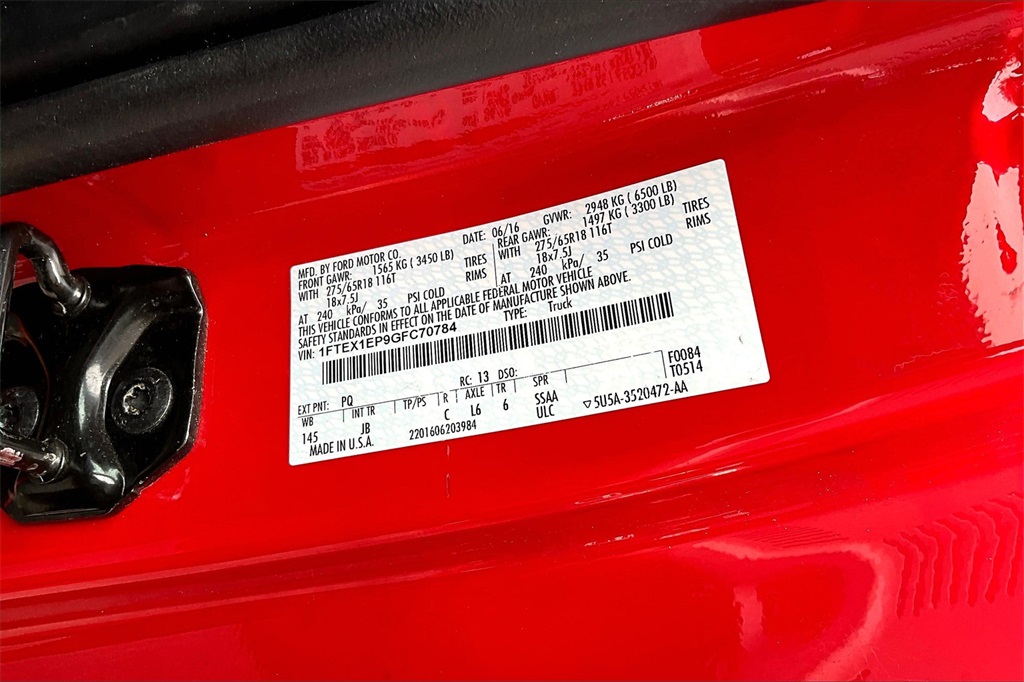 MFD. BY FORD MOTOR CO. DATE: 06/16 GVWR: 2948 KG ( 6500 LB)
FRONT GAWR: 1565 KG ( 3450 LB) REAR GAWR: 1497 KG ( 3300 LB)
WITH 275/65R18 116T TIRES WITH 275/65R18 116T TIRES
18x7.5J RIMS 18x7.5J RIMS
AT 240 kPa/ 35 PSI COLD AT 240 kPa/ 35 PSI COLD
THIS VEHICLE CONFORMS TO ALL APPLICABLE FEDERAL MOTOR VEHICLE
SAFETY STANDARDS IN EFFECT ON THE DATE OF MANUFACTURE SHOWN ABOVE.
VIN: 1FTEX1EP9GFC70784 TYPE: Truck
F0084
T0514
EXT PNT: PQ RC: 13 DSO:
WB INT TR TP/PS R AXLE TR SPR
145 JB C L6 6 SSAA
ULC
▽5U5A-3520472-AA
MADE IN U.S.A. 2201606203984